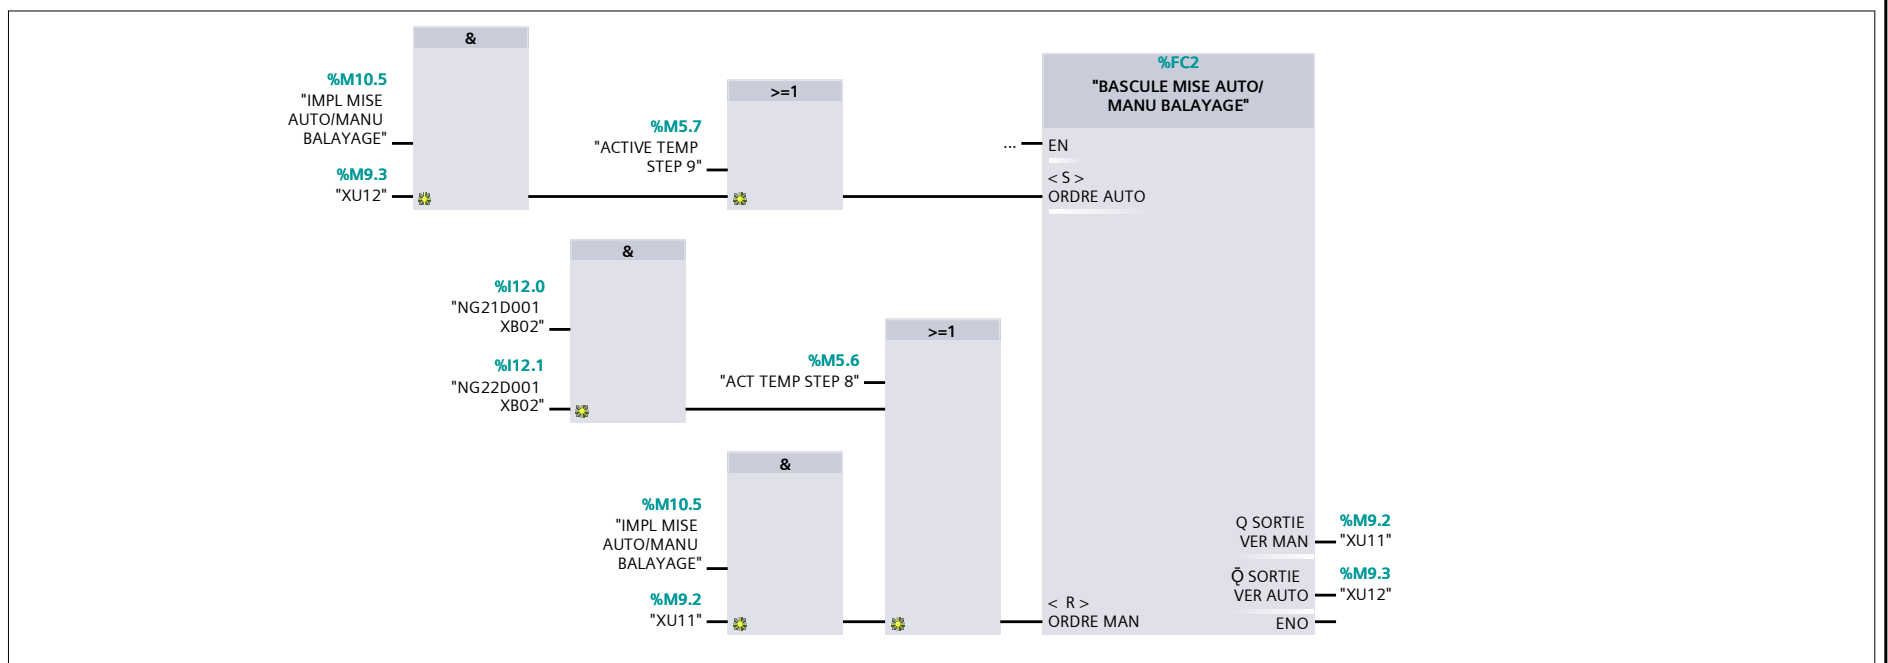 &
%M10.5
"IMPL MISE
AUTO/MANU
BALAYAGE"
%M9.3
"XU12"
>=1
%M5.7
"ACTIVE TEMP
STEP 9"
%FC2
"BASCULE MISE AUTO/
MANU BALAYAGE"
... EN
< S >
ORDRE AUTO
&
%I12.0
"NG21D001
XB02"
%I12.1
"NG22D001
XB02"
>=1
%M5.6
"ACT TEMP STEP 8"
&
%M10.5
"IMPL MISE
AUTO/MANU
BALAYAGE"
%M9.2
"XU11"
< R >
ORDRE MAN
Q SORTIE
VER MAN
%M9.2
"XU11"
Q̄ SORTIE
VER AUTO
%M9.3
"XU12"
ENO